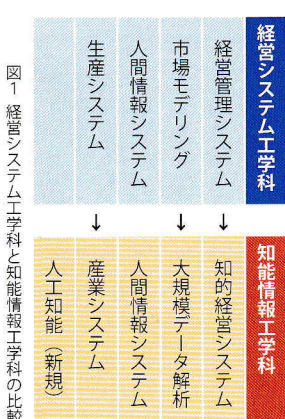 経営システム工学科
経営管理システム
市場モデリング
人間情報システム
生産システム
↓
↓
↓
知能情報工学科
知的経営システム
大規模データ解析
人間情報システム
産業システム
人工知能（新規）
図1 経営システム工学科と知能情報工学科の比較